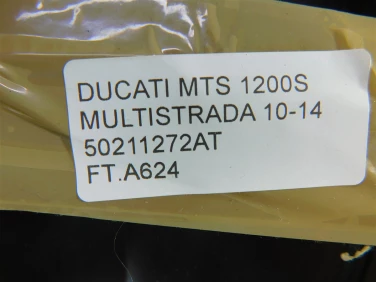 DUCATI MTS 1200S
MULTISTRADA 10-14
50211272AT
FT.A624